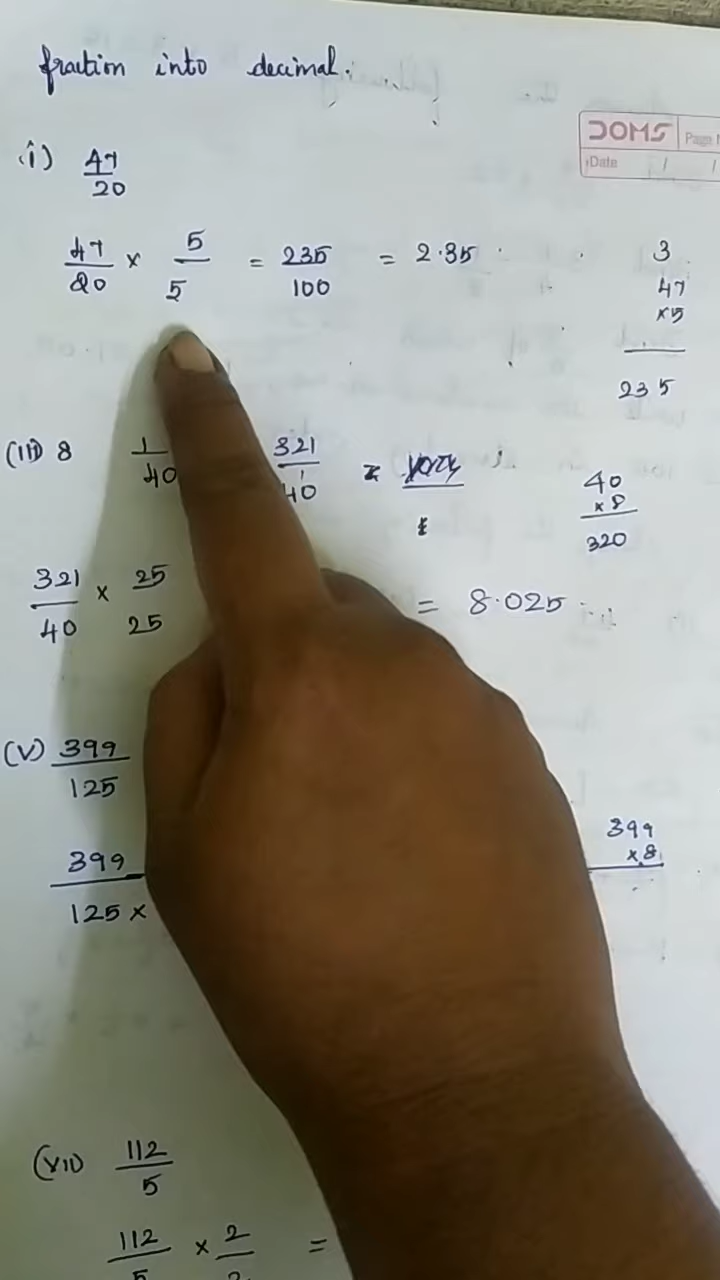 fraction into decimal.
DOMS Page
Date / /
(i) 47/20
47/20 × 5/5 = 235/100 = 2.35
3
47
×5
235
(iii) 8 1/40 321/40 =
40
×8
320
321/40 × 25/25 = 8.025
(v) 399/125
399
125 ×
399
×8
(vii) 112/5
112/5 × 2/2 =